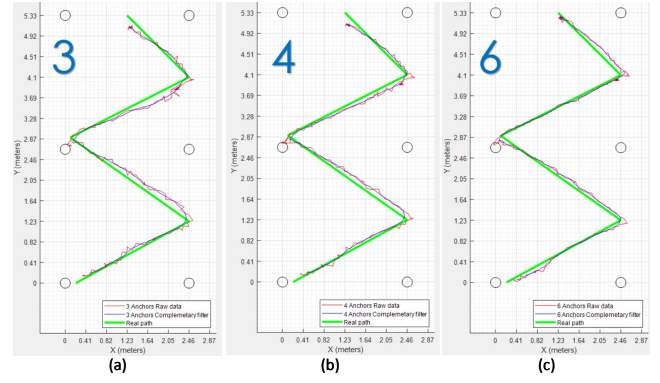 3
5.33
4.92
4.51
4.1
3.69
3.28
2.87
2.46
2.05
1.64
1.23
0.82
0.41
0
Y (meters)
3 Anchors Raw data
3 Anchors Complemetary filter
Real path
0 0.41 0.82 1.23 1.64 2.05 2.46 2.87
X (meters)
(a)
4
5.33
4.92
4.51
4.1
3.69
3.28
2.87
2.46
2.05
1.64
1.23
0.82
0.41
0
Y (meters)
4 Anchors Raw data
4 Anchors Complemetary filter
Real path
0 0.41 0.82 1.23 1.64 2.05 2.46 2.87
X (meters)
(b)
6
5.33
4.92
4.51
4.1
3.69
3.28
2.87
2.46
2.05
1.64
1.23
0.82
0.41
0
Y (meters)
6 Anchors Raw data
6 Anchors Complemetary filter
Real path
0 0.41 0.82 1.23 1.64 2.05 2.46 2.87
X (meters)
(c)